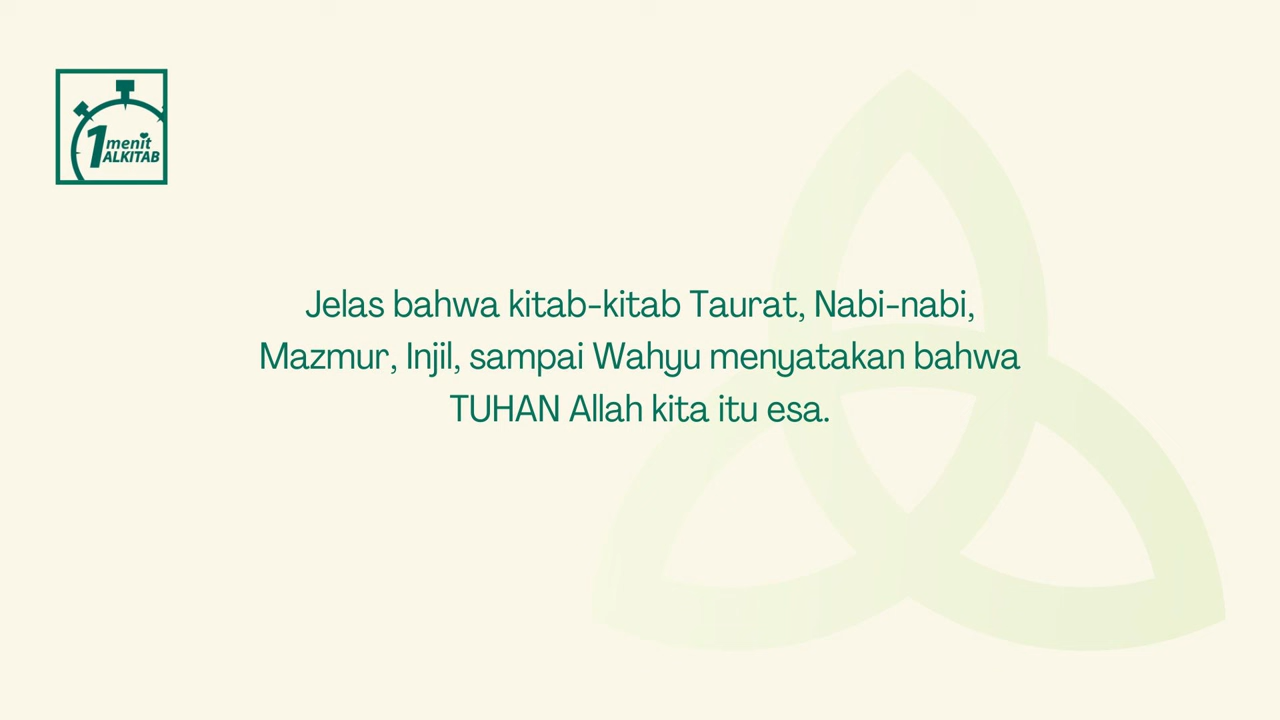 1 menit
ALKITAB
Jelas bahwa kitab-kitab Taurat, Nabi-nabi,
Mazmur, Injil, sampai Wahyu menyatakan bahwa
TUHAN Allah kita itu esa.